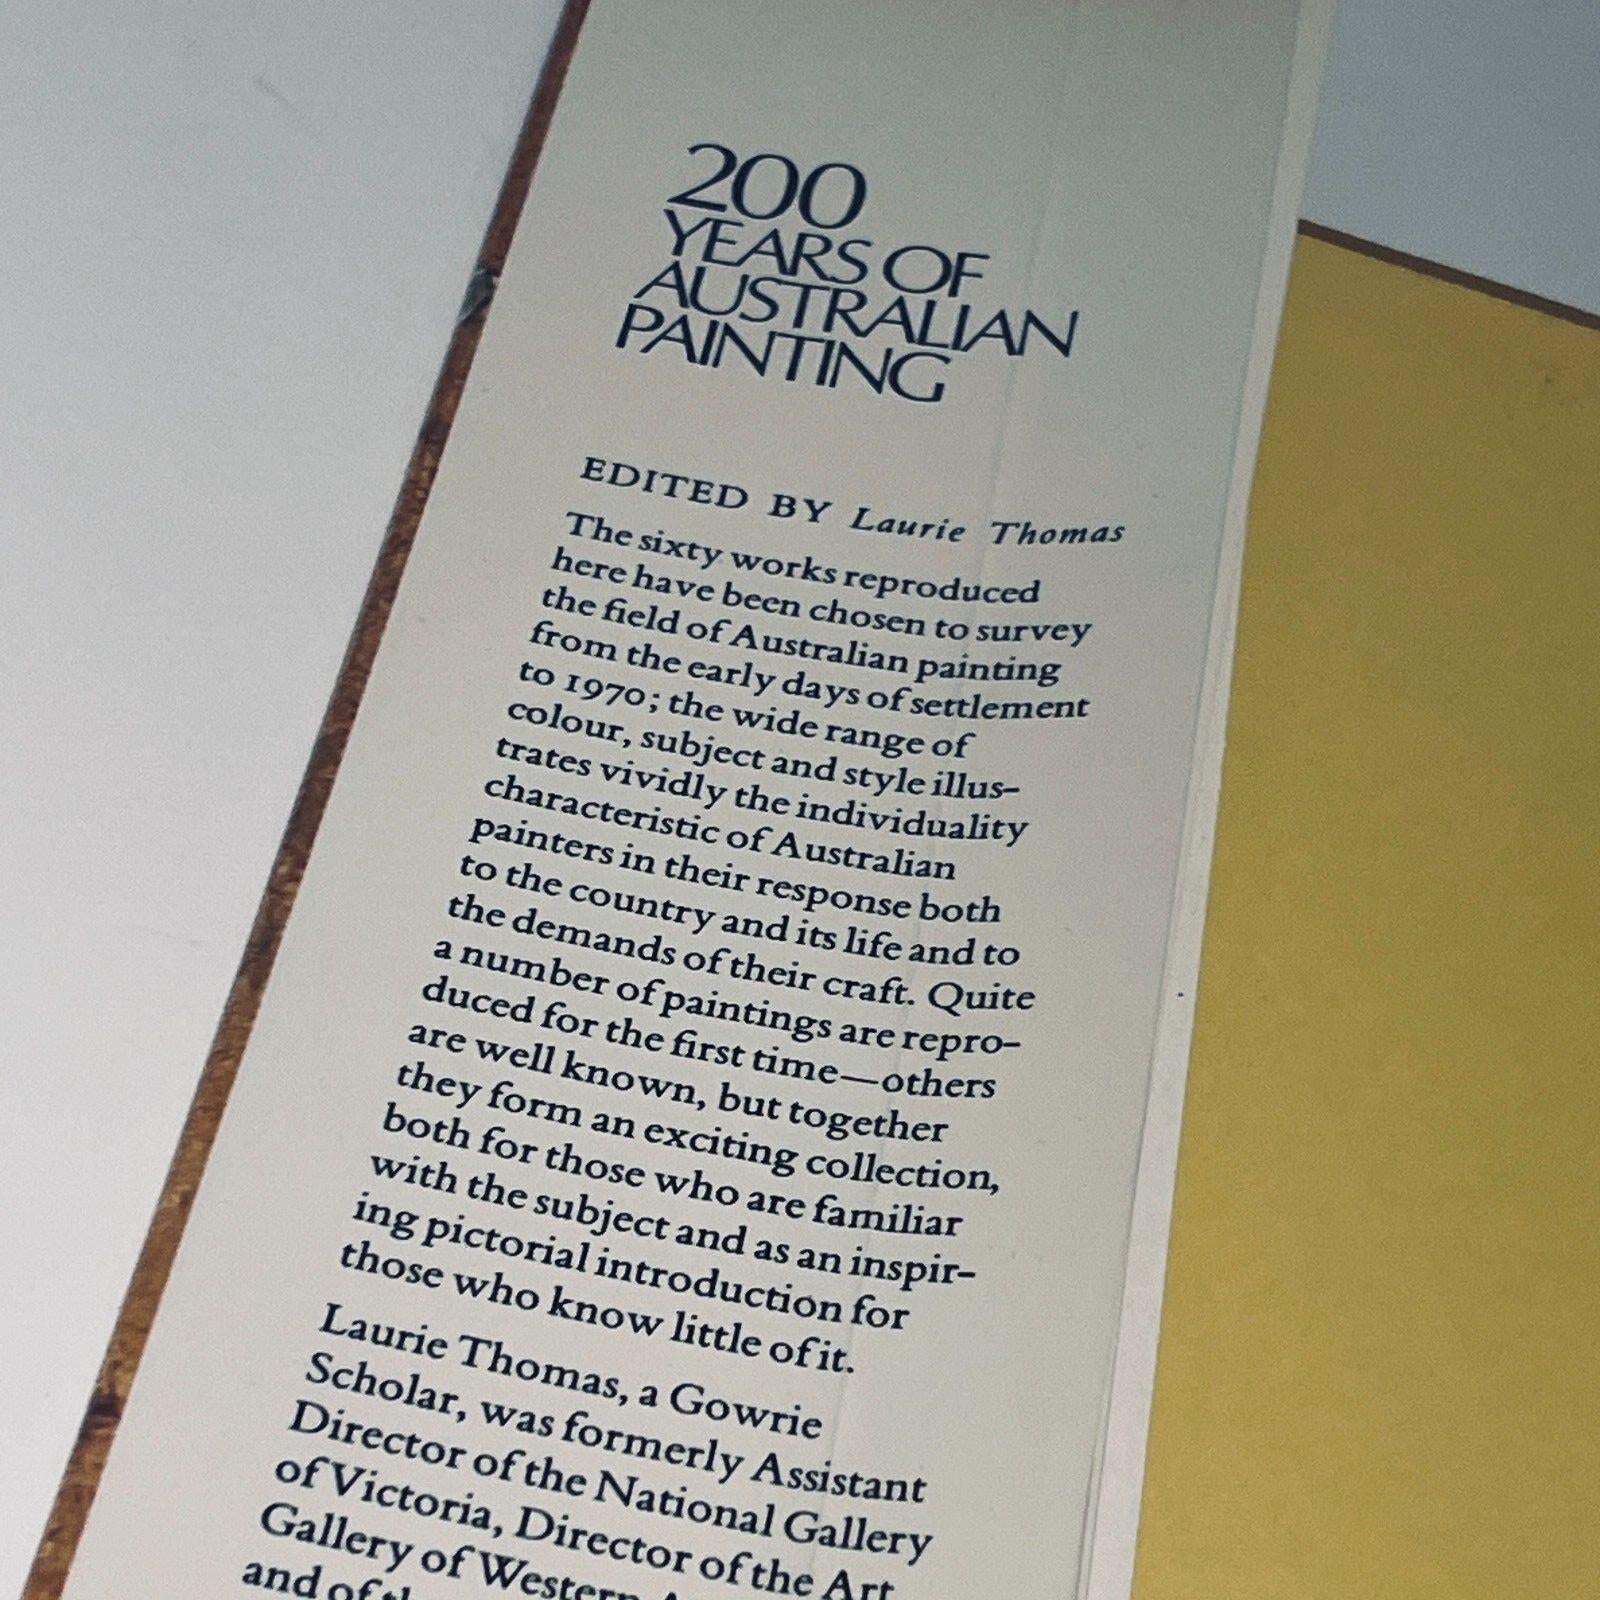 200
YEARS OF
AUSTRALIAN
PAINTING
EDITED BY Laurie Thomas
The sixty works reproduced
here have been chosen to survey
the field of Australian painting
from the early days of settlement
to 1970; the wide range of
colour, subject and style illus-
trates vividly the individuality
characteristic of Australian
painters in their response both
to the country and its life and to
the demands of their craft. Quite
a number of paintings are repro-
duced for the first time—others
are well known, but together
they form an exciting collection,
both for those who are familiar
with the subject and as an inspir-
ing pictorial introduction for
those who know little of it.
Laurie Thomas, a Gowrie
Scholar, was formerly Assistant
Director of the National Gallery
of Victoria, Director of the Art
Gallery of Western
and of